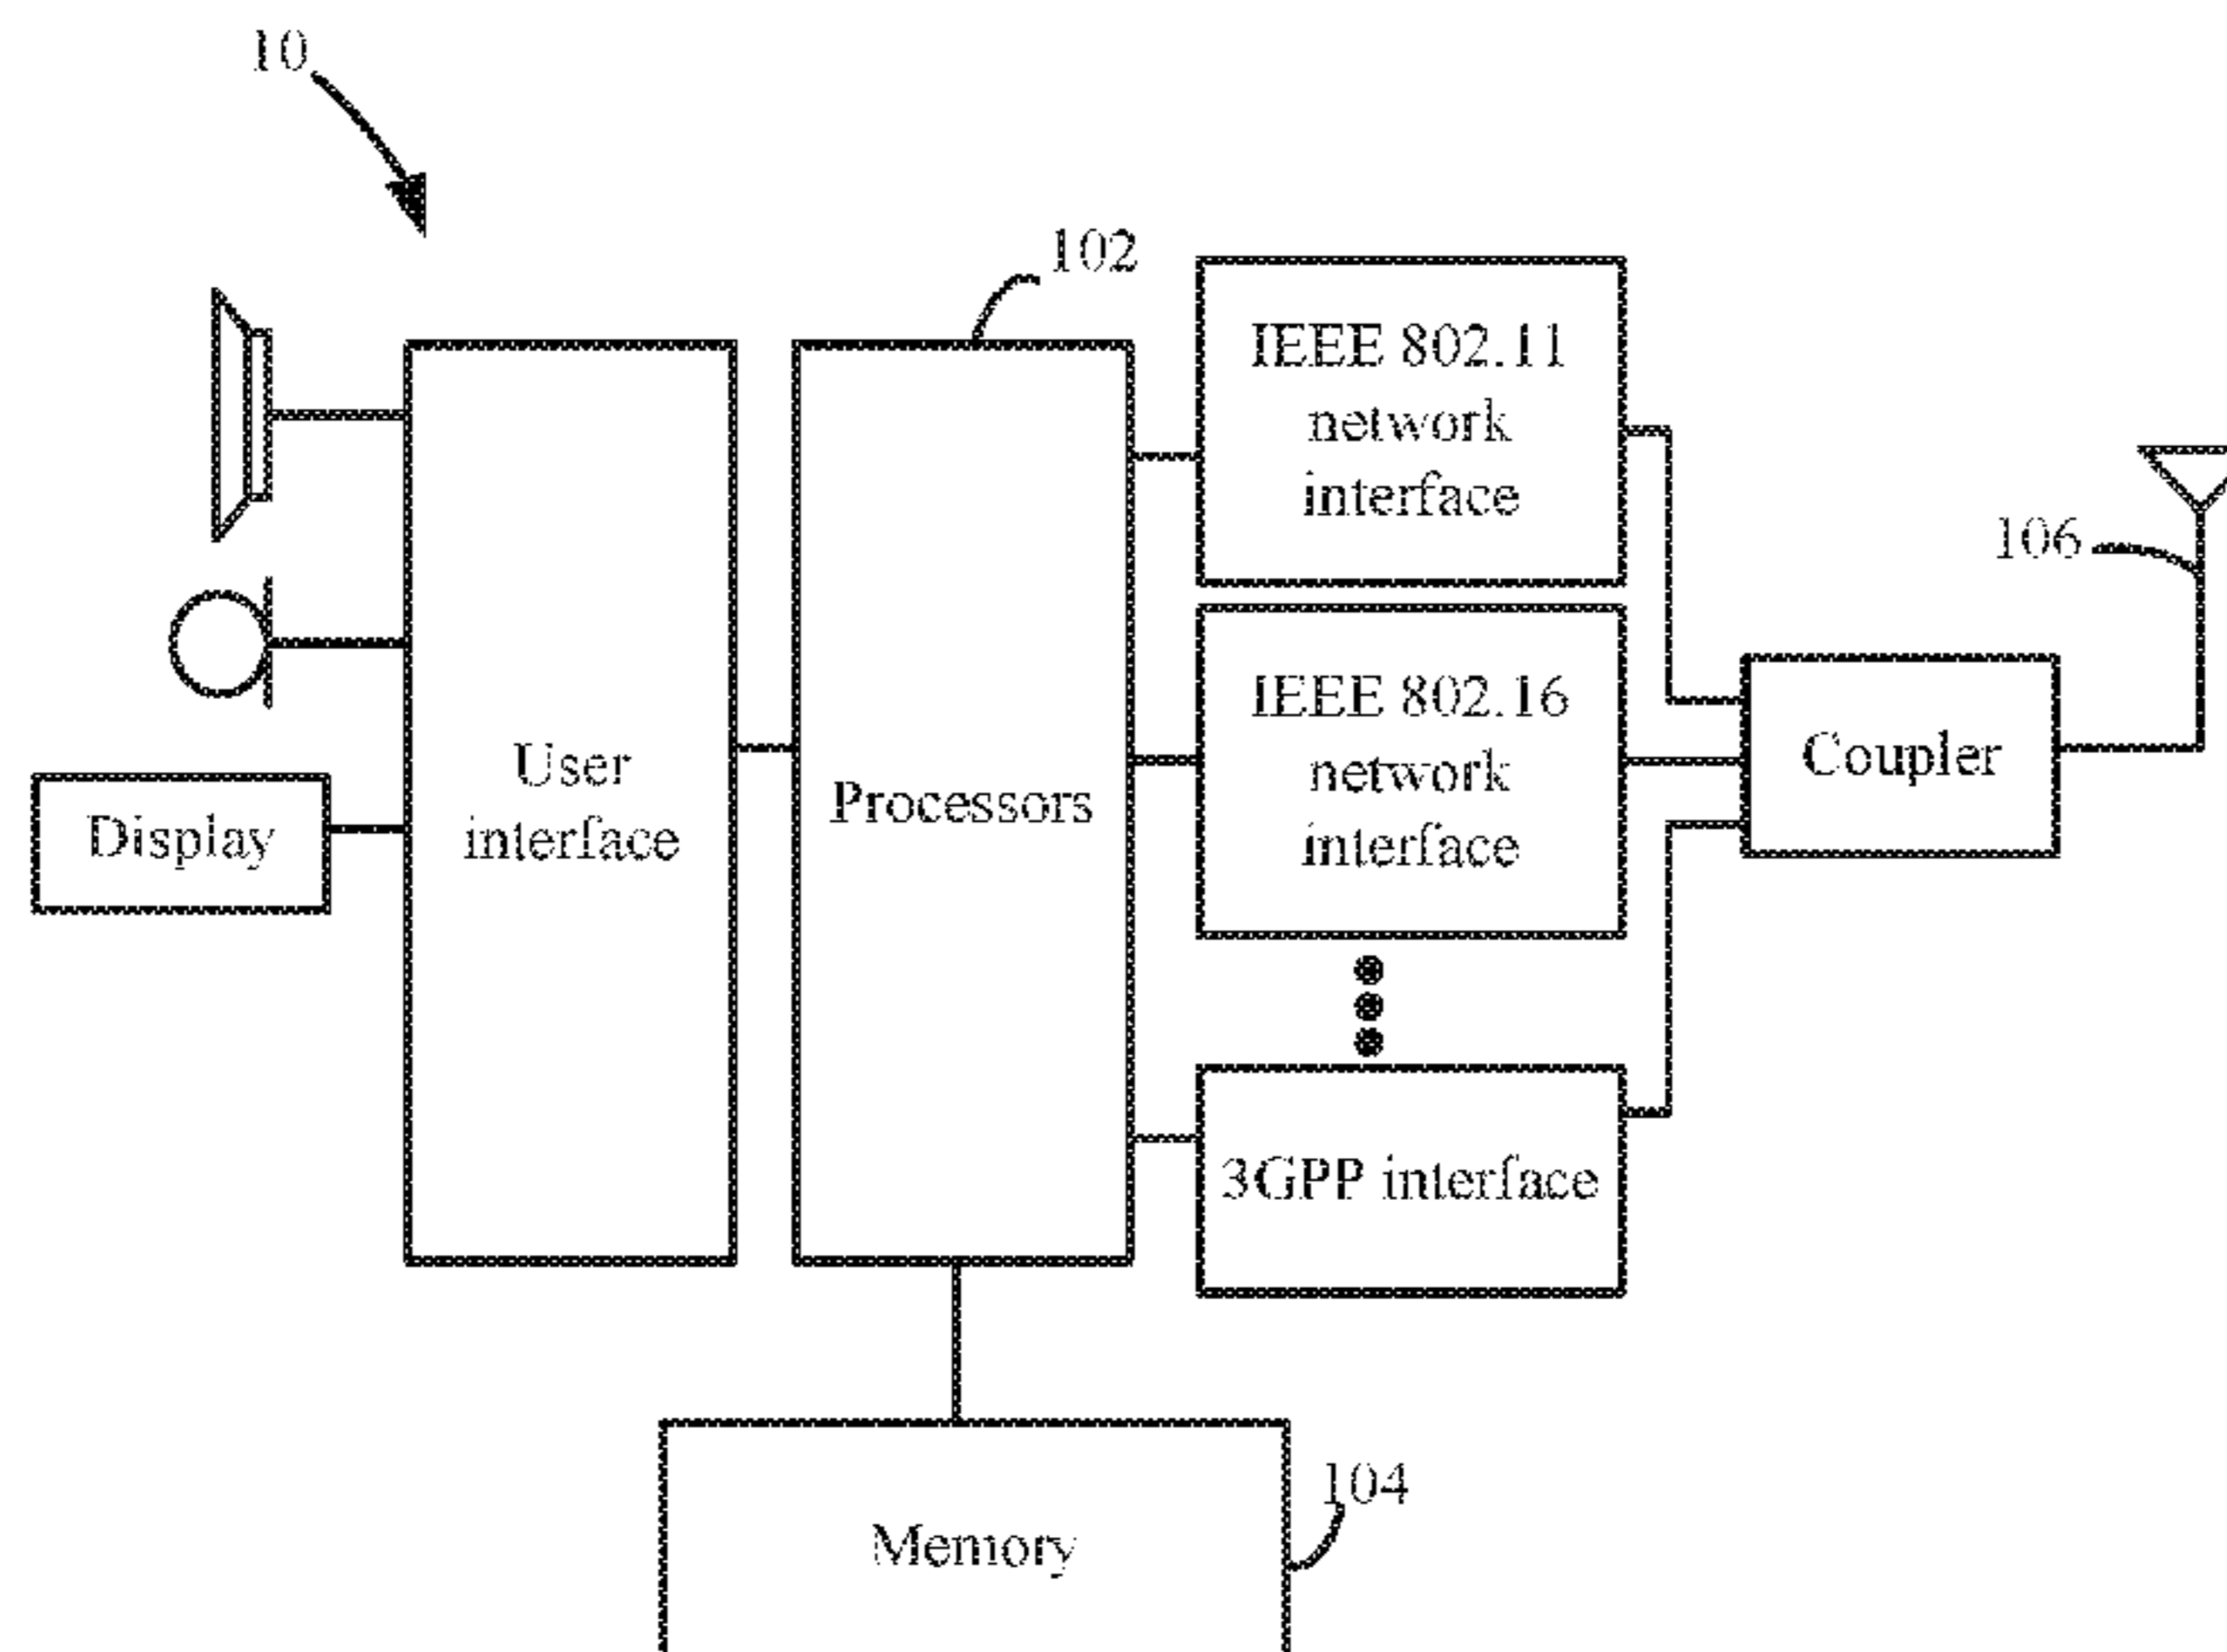 10
102
IEEE 802.11
network
interface
106
IEEE 802.16
network
interface
Coupler
User
interface
Processors
Display
3GPP interface
104
Memory